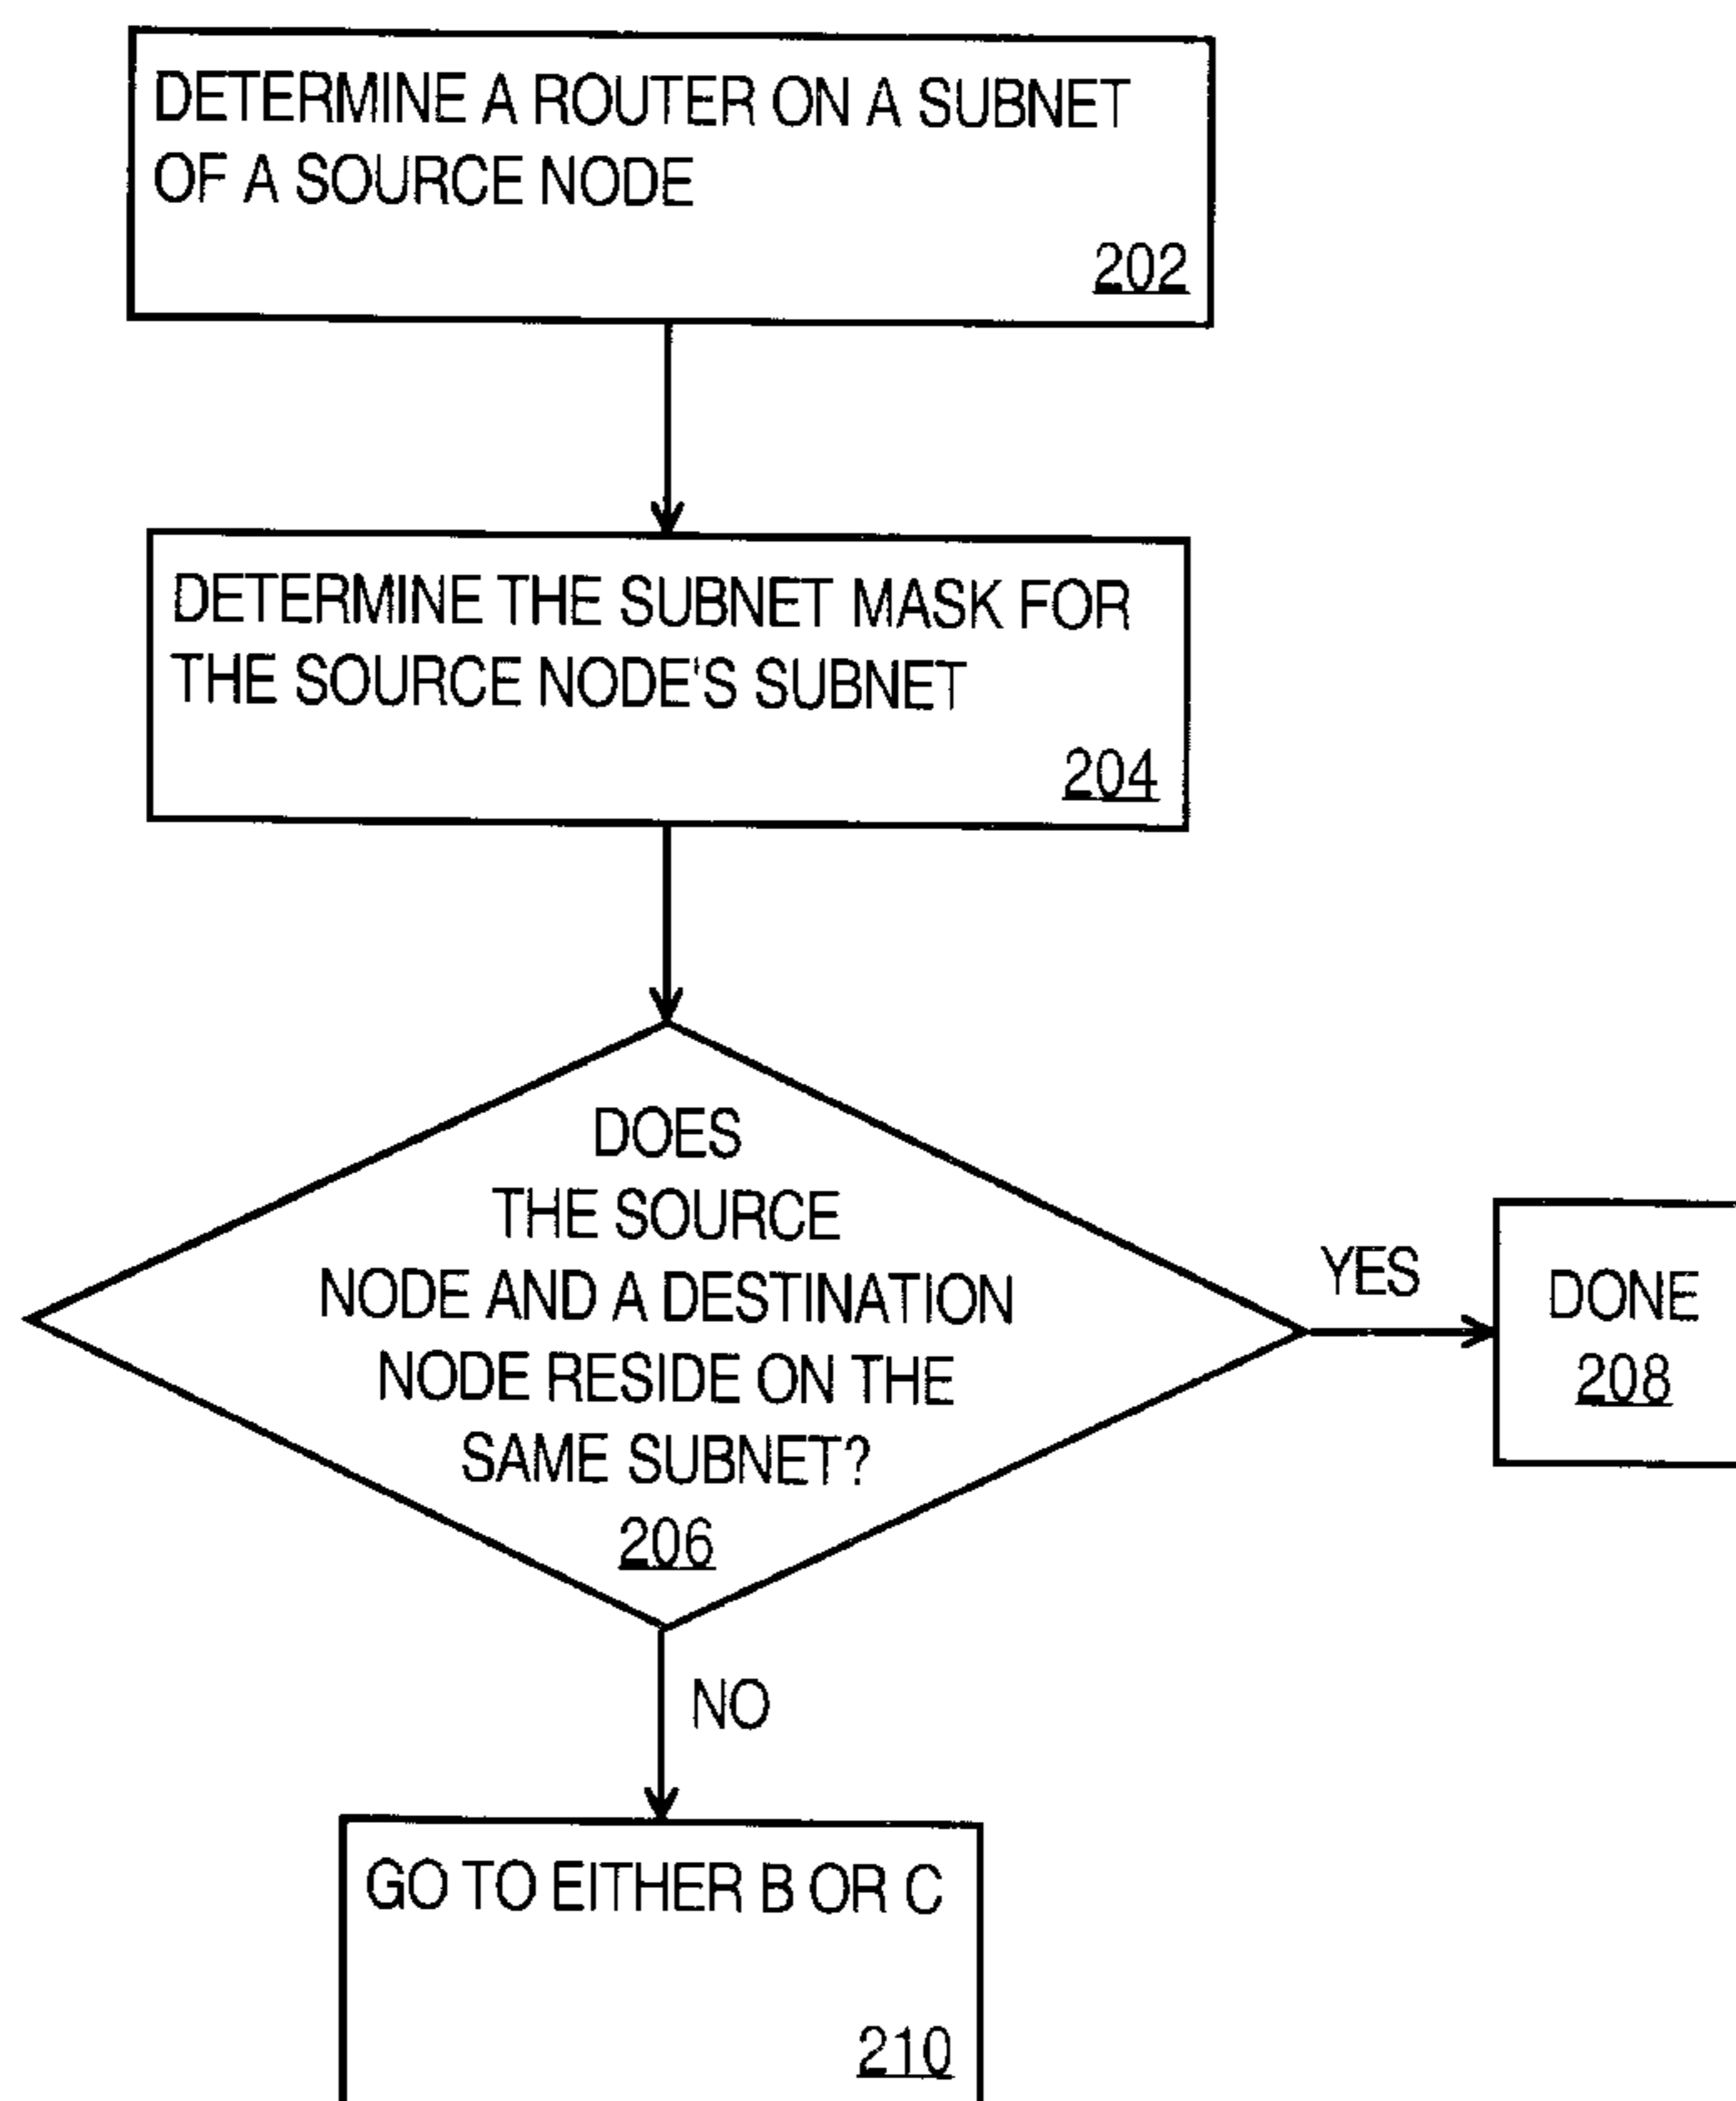 DETERMINE A ROUTER ON A SUBNET
OF A SOURCE NODE
202
DETERMINE THE SUBNET MASK FOR
THE SOURCE NODE'S SUBNET
204
DOES
THE SOURCE
NODE AND A DESTINATION
NODE RESIDE ON THE
SAME SUBNET?
206
YES
DONE
208
NO
GO TO EITHER B OR C
210